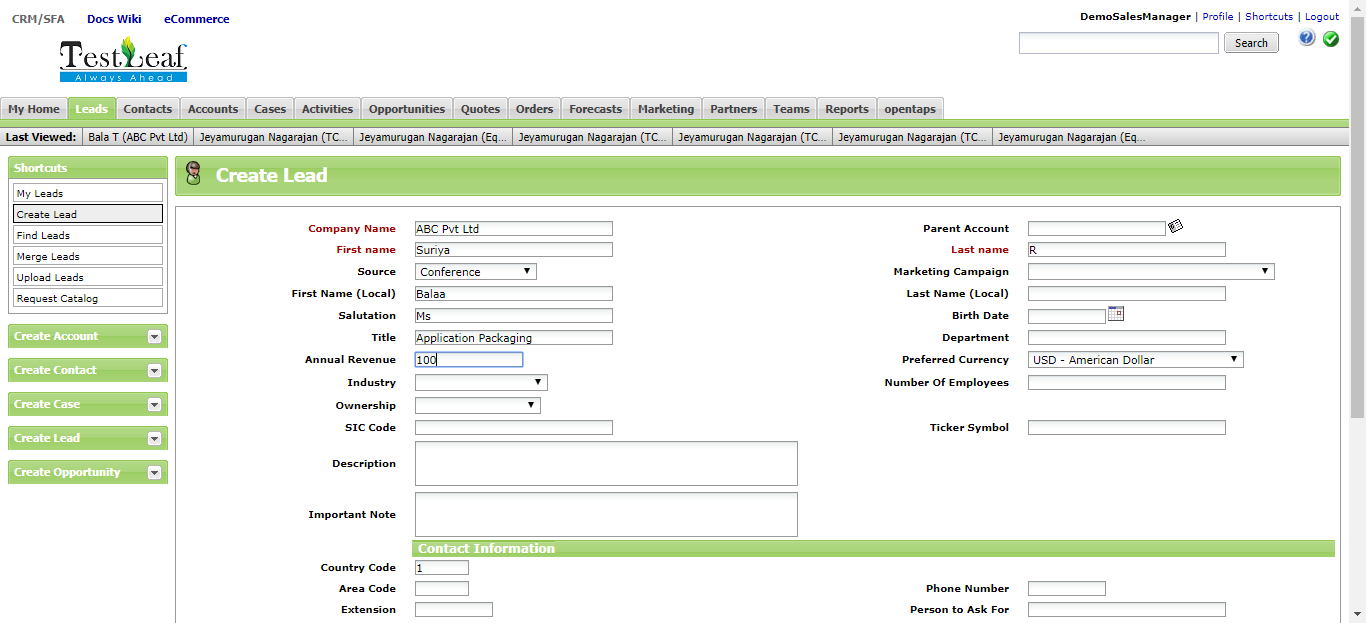 CRM/SFA Docs Wiki eCommerce
DemoSalesManager | Profile | Shortcuts | Logout
TestLeaf
Always Ahead
Search
My Home Leads Contacts Accounts Cases Activities Opportunities Quotes Orders Forecasts Marketing Partners Teams Reports opentaps
Last Viewed: Bala T (ABC Pvt Ltd) Jeyamurugan Nagarajan (TC... Jeyamurugan Nagarajan (Eq... Jeyamurugan Nagarajan (TC... Jeyamurugan Nagarajan (TC... Jeyamurugan Nagarajan (TC... Jeyamurugan Nagarajan (Eq...
Shortcuts
My Leads
Create Lead
Find Leads
Merge Leads
Upload Leads
Request Catalog
Create Account
Create Contact
Create Case
Create Lead
Create Opportunity
Create Lead
Company Name ABC Pvt Ltd Parent Account
First name Suriya Last name R
Source Conference Marketing Campaign
First Name (Local) Balaa Last Name (Local)
Salutation Ms Birth Date
Title Application Packaging Department
Annual Revenue 100 Preferred Currency USD - American Dollar
Industry Number Of Employees
Ownership
SIC Code Ticker Symbol
Description
Important Note
Contact Information
Country Code 1
Area Code Phone Number
Extension Person to Ask For